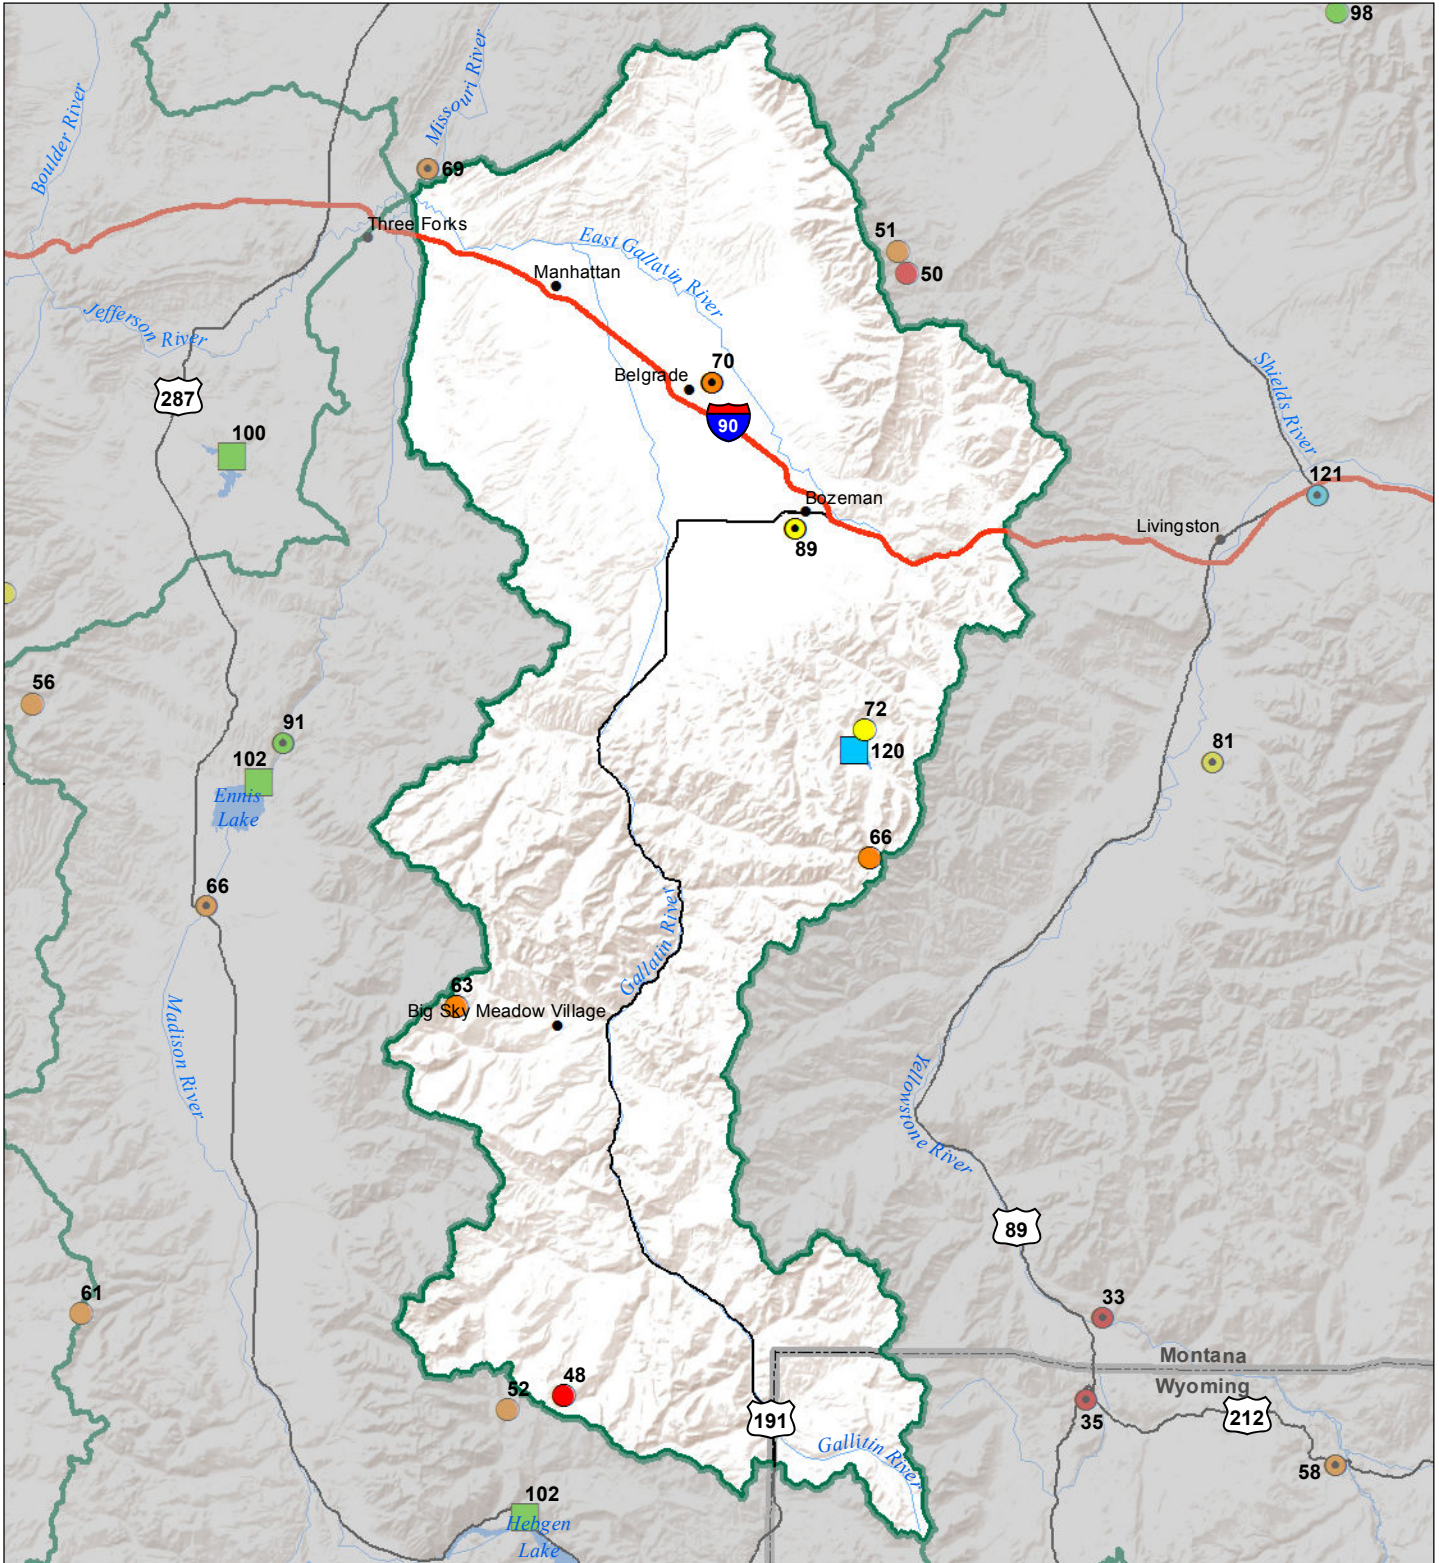 98
Missouri River
Boulder River
69
Three Forks
51
East Gallatin River
50
Manhattan
Jefferson River
Shields River
70
Belgrade
287
90
100
121
Bozeman
Livingston
89
56
72
91
120
81
102
Ennis
Lake
66
66
Gallatin River
63
Big Sky Meadow Village
Madison River
Yellowstone River
89
61
33
Montana
Wyoming
48
52
191
212
35
Gallitin River
58
102
Hebgen
Lake